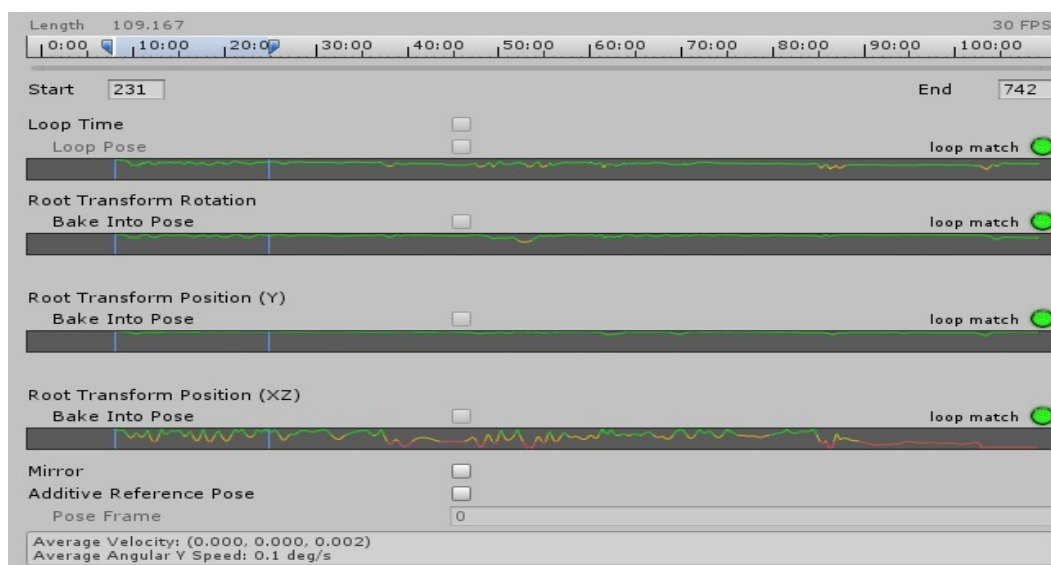 Length 109.167 30 FPS
0:00 10:00 20:00 30:00 40:00 50:00 60:00 70:00 80:00 90:00 100:00
Start 231 End 742
Loop Time
Loop Pose loop match
Root Transform Rotation
Bake Into Pose loop match
Root Transform Position (Y)
Bake Into Pose loop match
Root Transform Position (XZ)
Bake Into Pose loop match
Mirror
Additive Reference Pose
Pose Frame 0
Average Velocity: (0.000, 0.000, 0.002)
Average Angular Y Speed: 0.1 deg/s